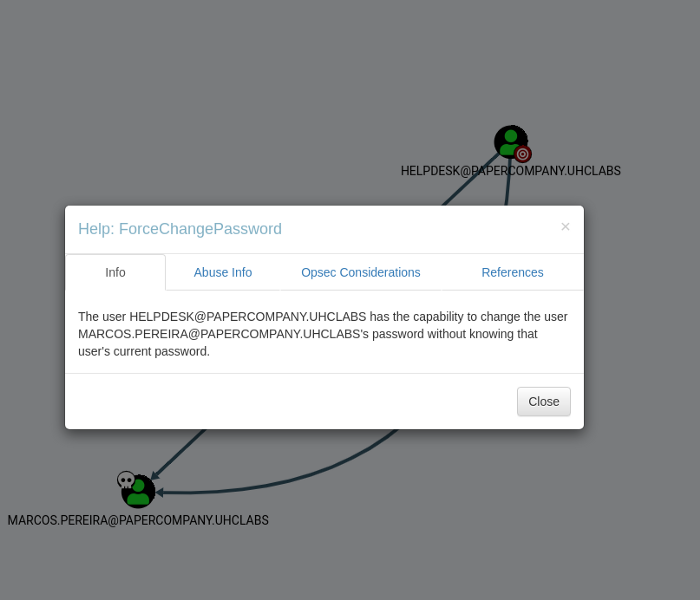 HELPDESK@PAPERCOMPANY.UHCLABS
Help: ForceChangePassword
×
Info Abuse Info Opsec Considerations References
The user HELPDESK@PAPERCOMPANY.UHCLABS has the capability to change the user
MARCOS.PEREIRA@PAPERCOMPANY.UHCLABS's password without knowing that
user's current password.
Close
MARCOS.PEREIRA@PAPERCOMPANY.UHCLABS